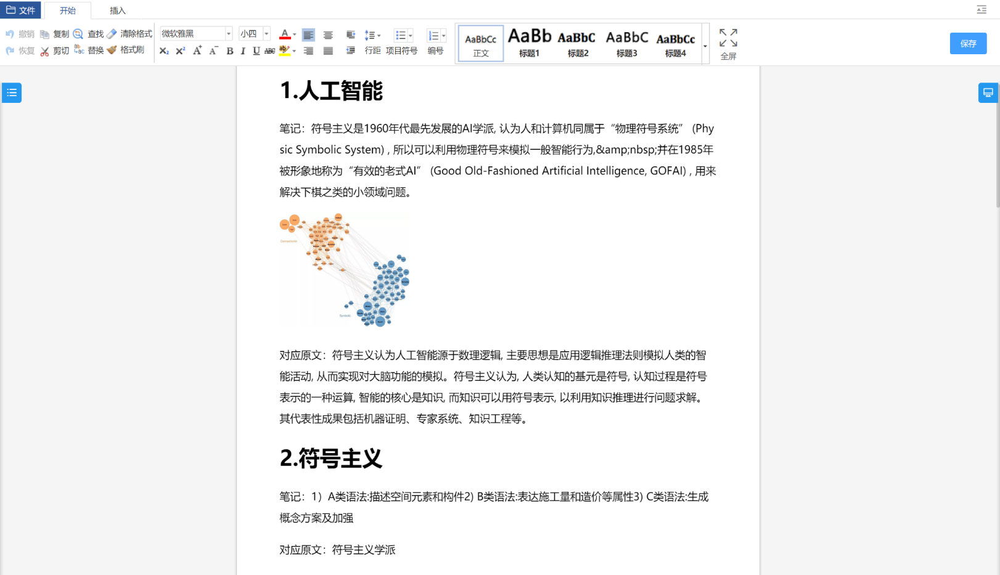 文件 开始 插入
撤销 复制 查找 清除格式 微软雅黑 小四 A
恢复 剪切 abc 替换 格式刷 X₂ X² A⁺ A⁻ B I U ABC ab 行距 项目符号 编号
AaBbCc AaBb AaBbC AaBbC AaBbCc
正文 标题1 标题2 标题3 标题4
全屏
保存
1.人工智能
笔记：符号主义是1960年代最先发展的AI学派, 认为人和计算机同属于“物理符号系统” (Phy
sic Symbolic System) , 所以可以利用物理符号来模拟一般智能行为,&amp;nbsp;并在1985年
被形象地称为“有效的老式AI” (Good Old-Fashioned Artificial Intelligence, GOFAI) , 用来
解决下棋之类的小领域问题。
Symbolic
对应原文：符号主义认为人工智能源于数理逻辑, 主要思想是应用逻辑推理法则模拟人类的智
能活动, 从而实现对大脑功能的模拟。符号主义认为, 人类认知的基元是符号, 认知过程是符号
表示的一种运算, 智能的核心是知识, 而知识可以用符号表示, 以利用知识推理进行问题求解。
其代表性成果包括机器证明、专家系统、知识工程等。
2.符号主义
笔记：1）A类语法:描述空间元素和构件2) B类语法:表达施工量和造价等属性3) C类语法:生成
概念方案及加强
对应原文：符号主义学派